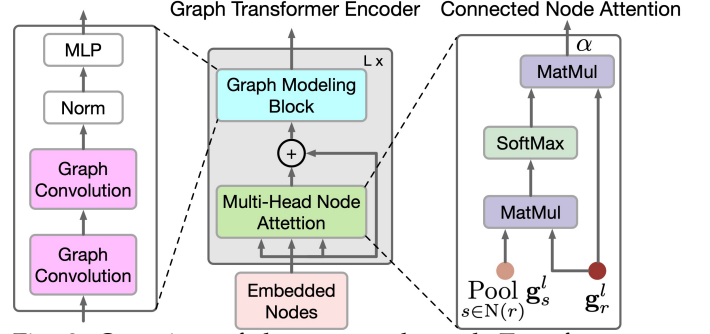 Graph Transformer Encoder
Connected Node Attention
MLP
Norm
Graph
Convolution
Graph
Convolution
L x
Graph Modeling
Block
+
Multi-Head Node
Attettion
Embedded
Nodes
α
MatMul
SoftMax
MatMul
Pool g_s^l
s∈N(r)
g_r^l